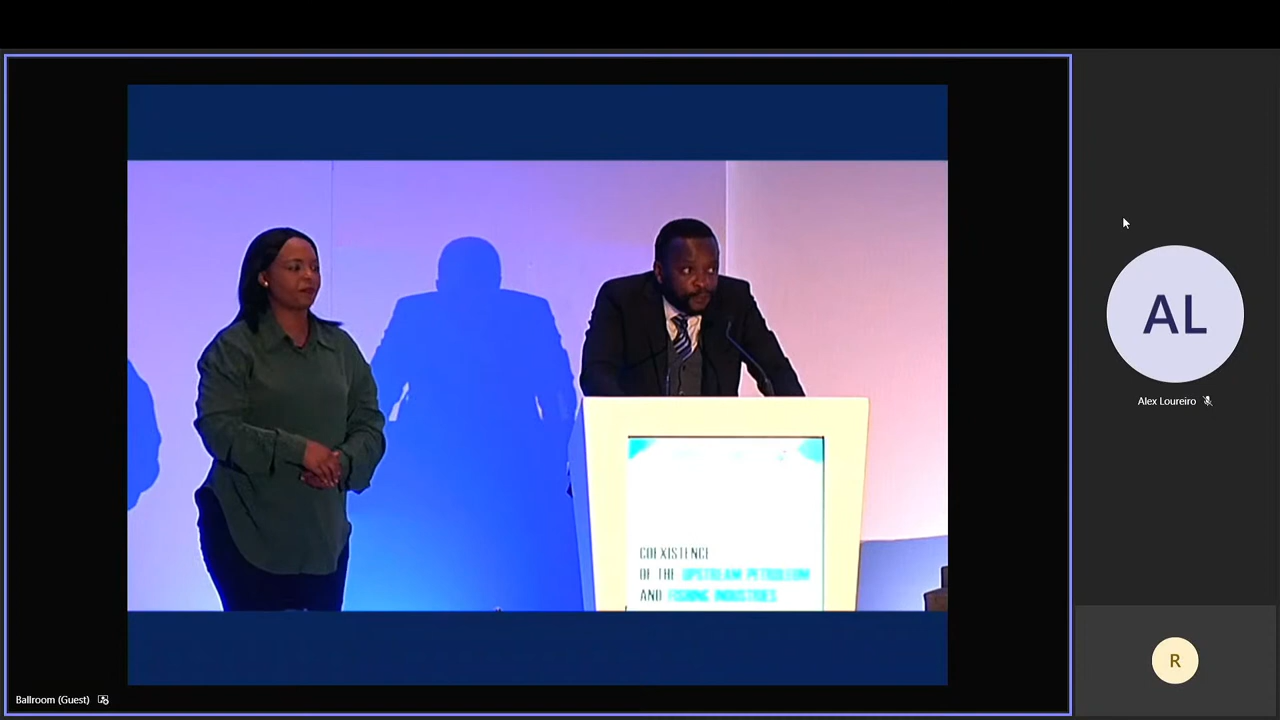 COEXISTENCE
OF THE UPSTREAM PETROLEUM
AND FISHING INDUSTRIES
AL
Alex Loureiro
R
Ballroom (Guest)